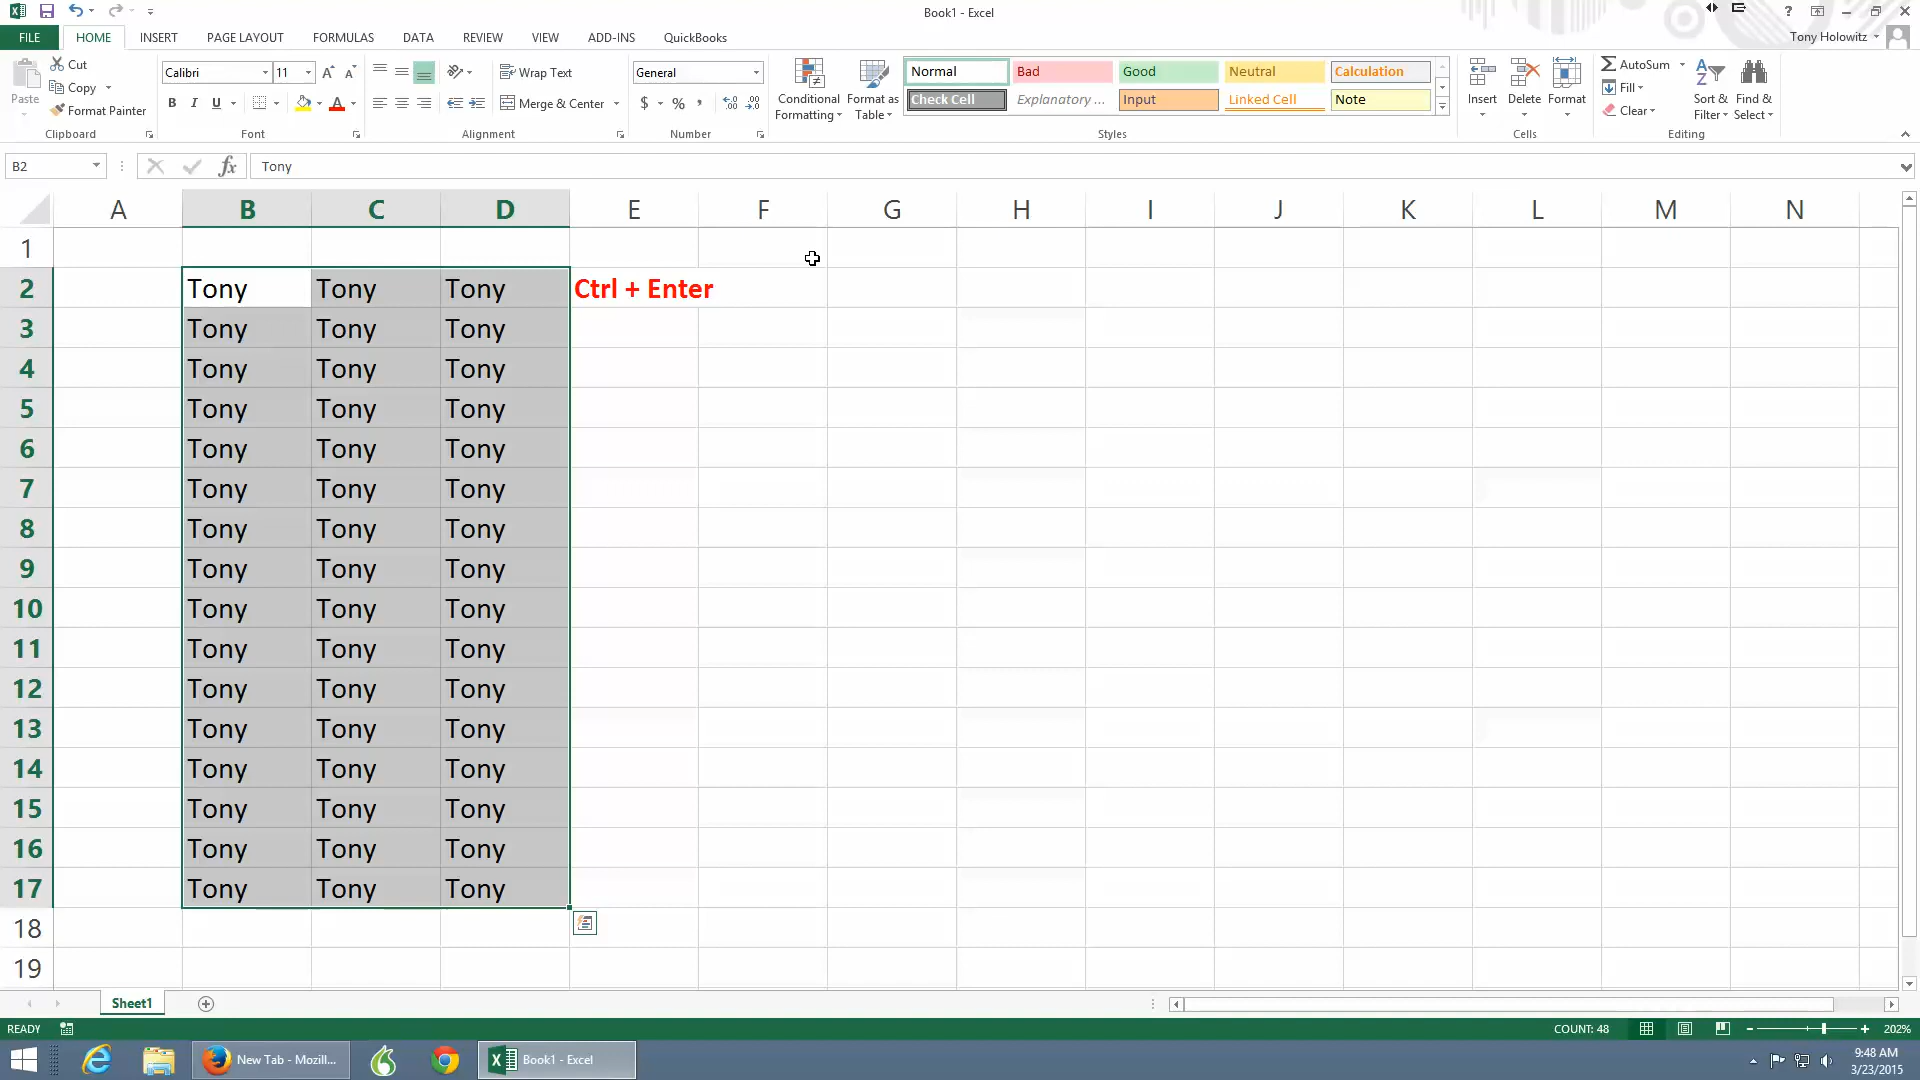 Book1 - Excel
Tony Holowitz
FILE HOME INSERT PAGE LAYOUT FORMULAS DATA REVIEW VIEW ADD-INS QuickBooks
Paste
Cut
Copy
Format Painter
Clipboard
Calibri 11
B I U A
Font
Wrap Text
Merge & Center
Alignment
General
$ % ,
Number
Conditional Formatting
Format as Table
Normal Bad Good Neutral Calculation
Check Cell Explanatory ... Input Linked Cell Note
Styles
Insert Delete Format
Cells
AutoSum
Fill
Clear
Sort & Filter
Find & Select
Editing
B2 fx Tony
A B C D E F G H I J K L M N
1
2 Tony Tony Tony Ctrl + Enter
3 Tony Tony Tony
4 Tony Tony Tony
5 Tony Tony Tony
6 Tony Tony Tony
7 Tony Tony Tony
8 Tony Tony Tony
9 Tony Tony Tony
10 Tony Tony Tony
11 Tony Tony Tony
12 Tony Tony Tony
13 Tony Tony Tony
14 Tony Tony Tony
15 Tony Tony Tony
16 Tony Tony Tony
17 Tony Tony Tony
18
19
Sheet1
READY COUNT: 48 202%
New Tab - Mozill... Book1 - Excel
9:48 AM
3/23/2015